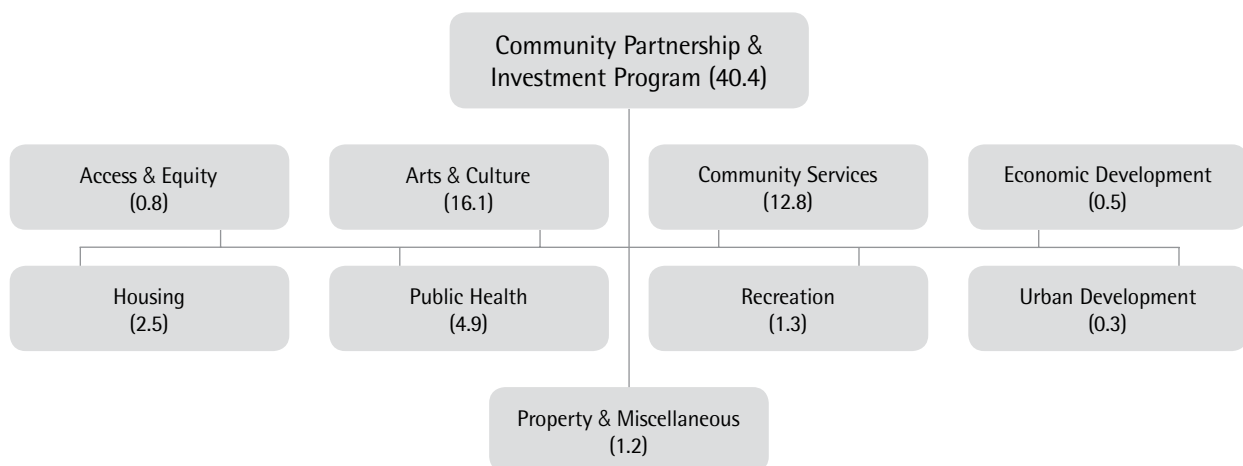 Community Partnership &
Investment Program (40.4)
Access & Equity
(0.8)
Arts & Culture
(16.1)
Community Services
(12.8)
Economic Development
(0.5)
Housing
(2.5)
Public Health
(4.9)
Recreation
(1.3)
Urban Development
(0.3)
Property & Miscellaneous
(1.2)